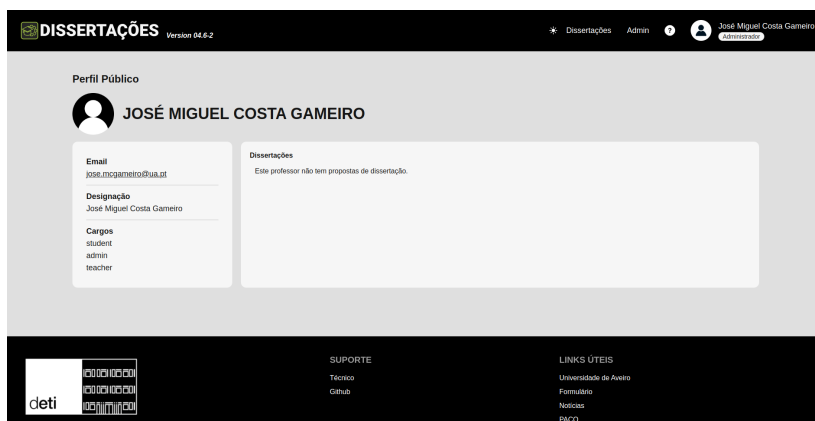 DISSERTAÇÕES Version 04.6-2
Dissertações Admin ? José Miguel Costa Gameiro
Administrador
Perfil Público
JOSÉ MIGUEL COSTA GAMEIRO
Email
jose.mcgameiro@ua.pt
Designação
José Miguel Costa Gameiro
Cargos
student
admin
teacher
Dissertações
Este professor não tem propostas de dissertação.
deti
SUPORTE
Técnico
Github
LINKS ÚTEIS
Universidade de Aveiro
Formulário
Notícias
PACO